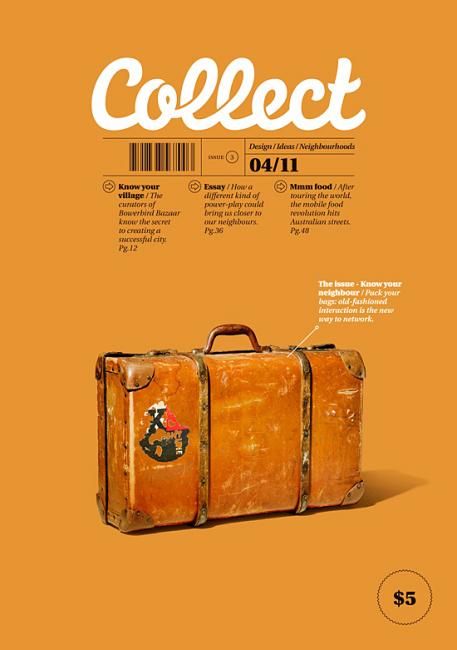 Collect
ISSUE 3
Design / Ideas / Neighbourhoods
04/11
Know your
village / The
curators of
Bowerbird Bazaar
know the secret
to creating a
successful city.
Pg.12
Essay / How a
different kind of
power-play could
bring us closer to
our neighbours.
Pg.36
Mmm food / After
touring the world,
the mobile food
revolution hits
Australian streets.
Pg.48
The issue - Know your
neighbour / Pack your
bags: old-fashioned
interaction is the new
way to network.
$5